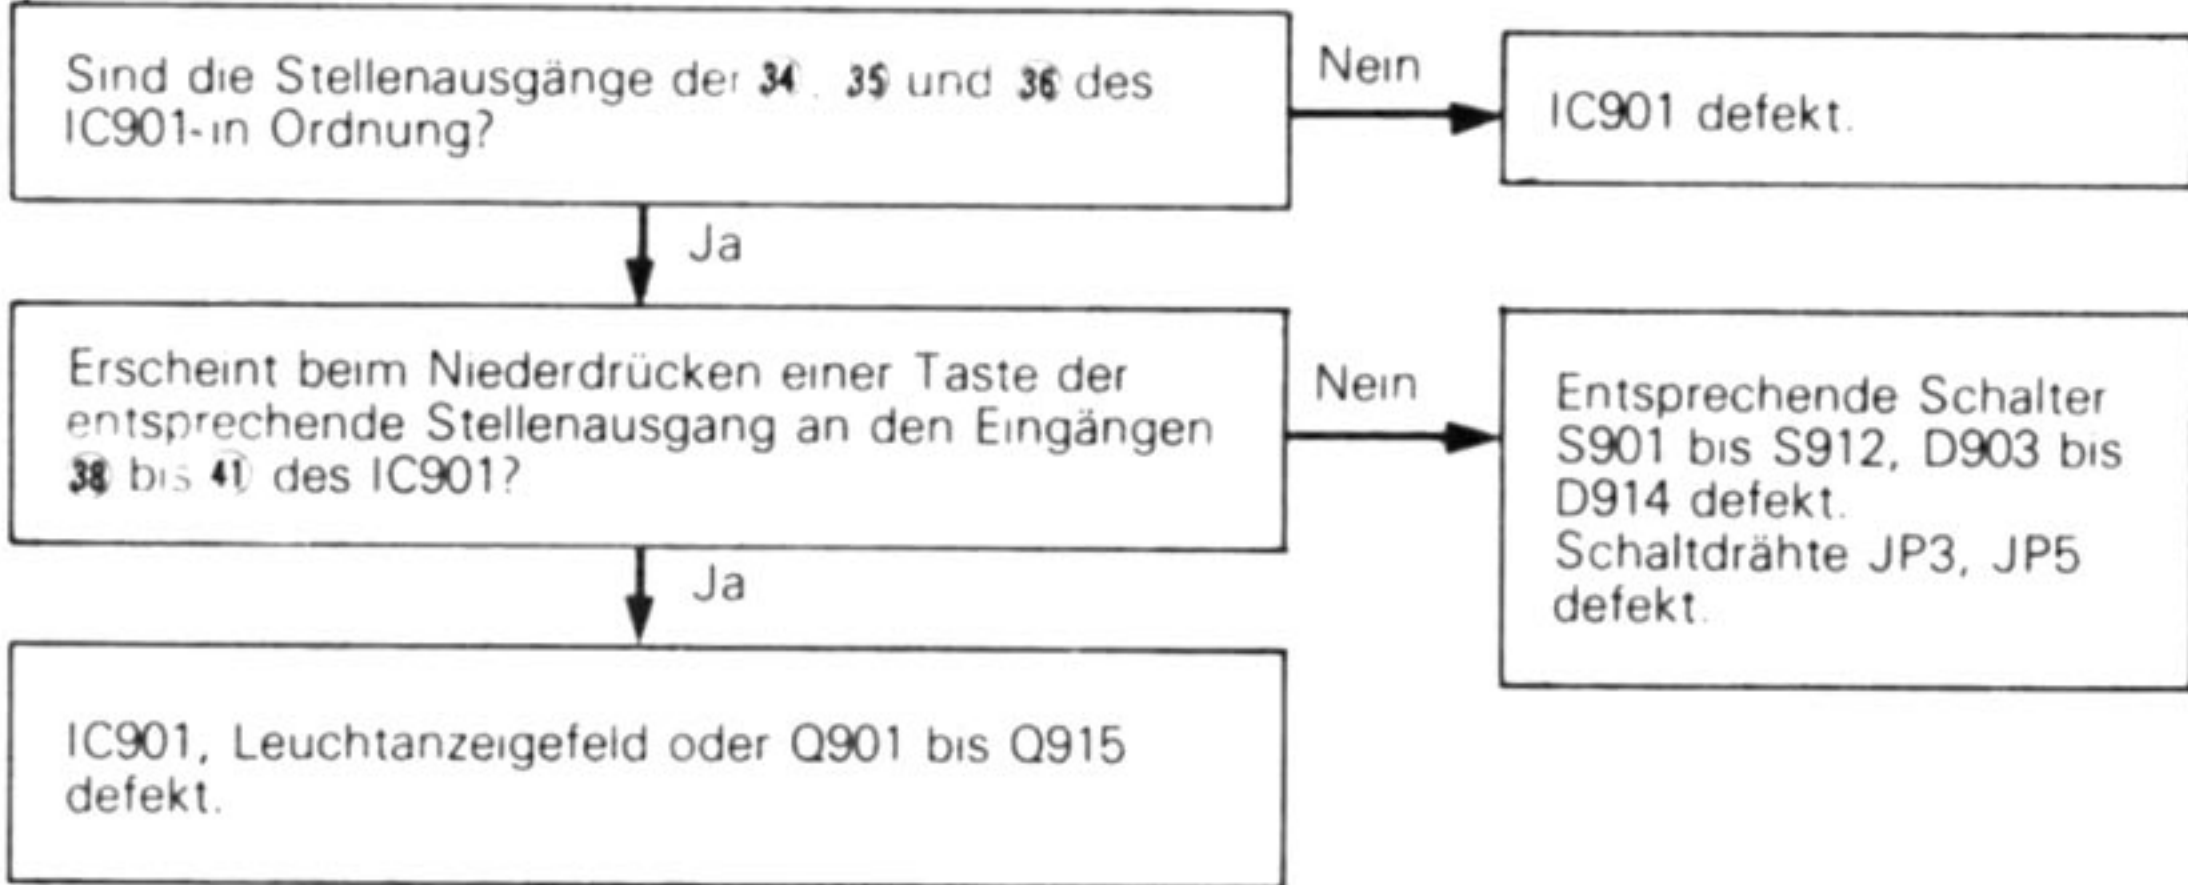 Sind die Stellenausgänge der ㉞, ㉟ und ㊱ des
IC901-in Ordnung?
Nein
IC901 defekt.
Ja
Erscheint beim Niederdrücken einer Taste der
entsprechende Stellenausgang an den Eingängen
㊳ bis ㊶ des IC901?
Nein
Entsprechende Schalter
S901 bis S912, D903 bis
D914 defekt.
Schaltdrähte JP3, JP5
defekt.
Ja
IC901, Leuchtanzeigefeld oder Q901 bis Q915
defekt.